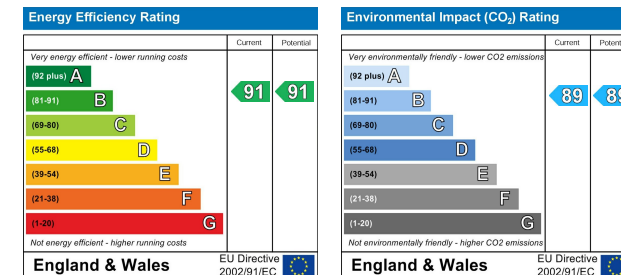 Energy Efficiency Rating
Current Potential
Very energy efficient - lower running costs
(92 plus) A
(81-91) B
(69-80) C
(55-68) D
(39-54) E
(21-38) F
(1-20) G
91 91
Not energy efficient - higher running costs
England & Wales
EU Directive
2002/91/EC
Environmental Impact (CO₂) Rating
Current Potent
Very environmentally friendly - lower CO2 emissions
(92 plus) A
(81-91) B
(69-80) C
(55-68) D
(39-54) E
(21-38) F
(1-20) G
89 89
Not environmentally friendly - higher CO2 emissions
England & Wales
EU Directive
2002/91/EC